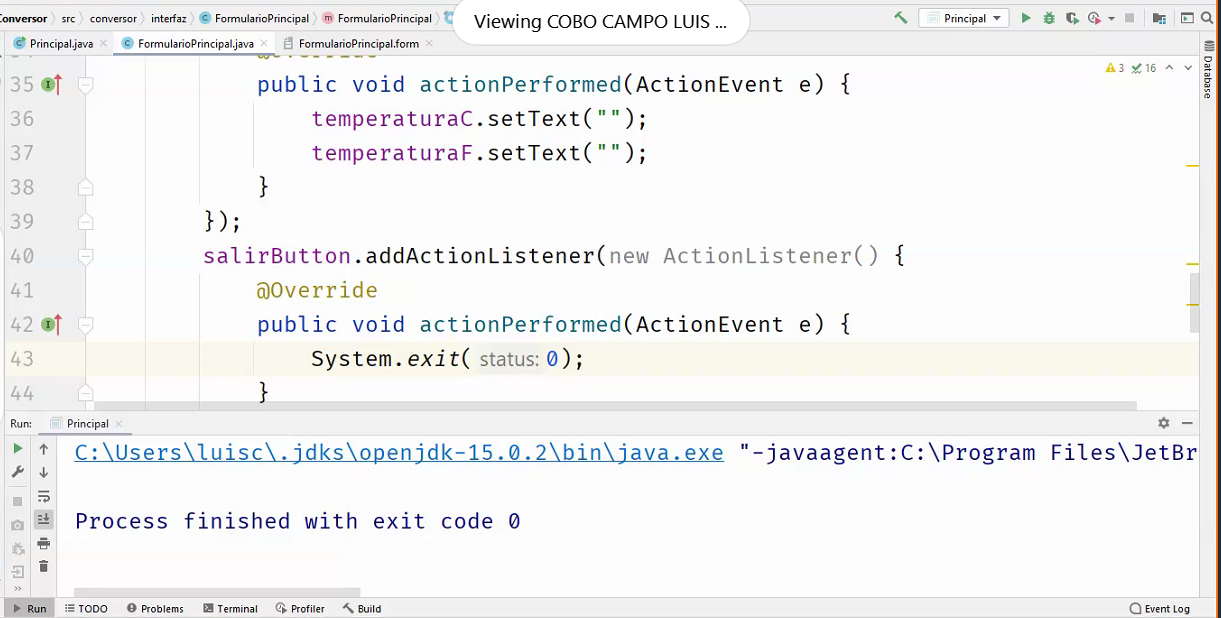 Conversor src conversor interfaz FormularioPrincipal FormularioPrincipal
Viewing COBO CAMPO LUIS ...
Principal
Principal.java FormularioPrincipal.java FormularioPrincipal.form
@Override
3 16
35 public void actionPerformed(ActionEvent e) {
36 temperaturaC.setText("");
37 temperaturaF.setText("");
38 }
39 });
40 salirButton.addActionListener(new ActionListener() {
41 @Override
42 public void actionPerformed(ActionEvent e) {
43 System.exit( status: 0);
44 }
Database
Run: Principal
C:\Users\luisc\.jdks\openjdk-15.0.2\bin\java.exe "-javaagent:C:\Program Files\JetBr
Process finished with exit code 0
Run TODO Problems Terminal Profiler Build Event Log